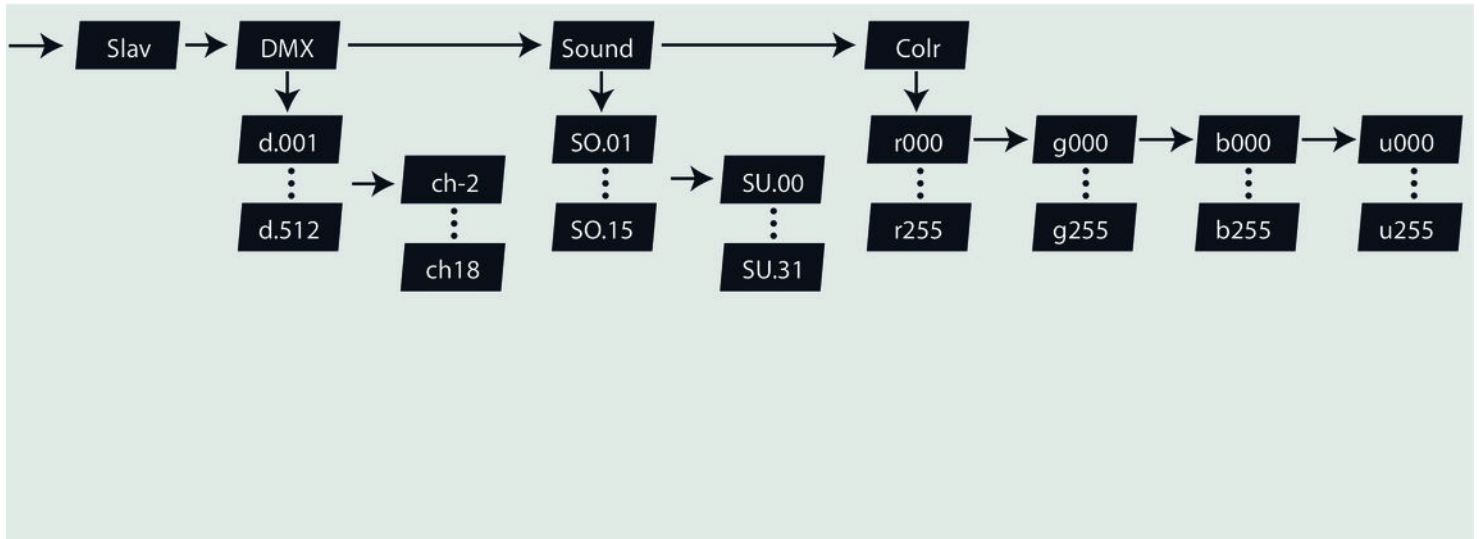 Slav DMX Sound Colr
d.001 SO.01 r000 g000 b000 u000
ch-2 SU.00
d.512 SO.15 r255 g255 b255 u255
ch18 SU.31